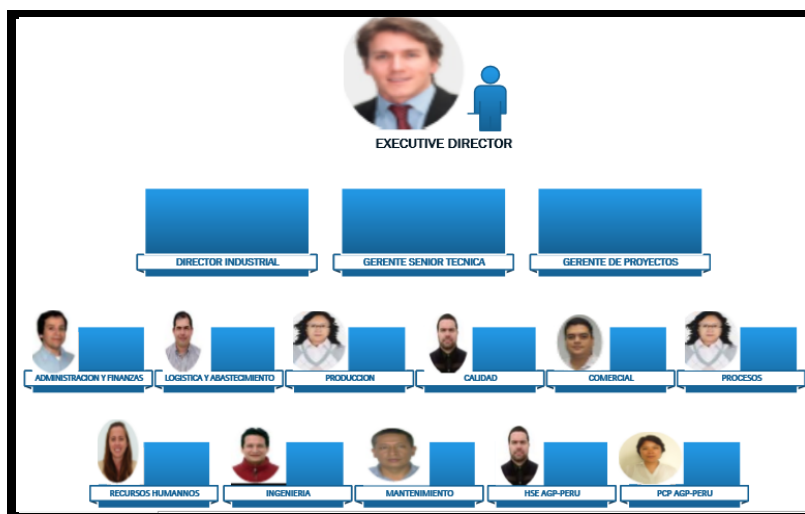 EXECUTIVE DIRECTOR
DIRECTOR INDUSTRIAL
GERENTE SENIOR TECNICA
GERENTE DE PROYECTOS
ADMINISTRACION Y FINANZAS
LOGISTICA Y ABASTECIMIENTO
PRODUCCION
CALIDAD
COMERCIAL
PROCESOS
RECURSOS HUMANNOS
INGENIERIA
MANTENIMIENTO
HSE AGP-PERU
PCP AGP-PERU